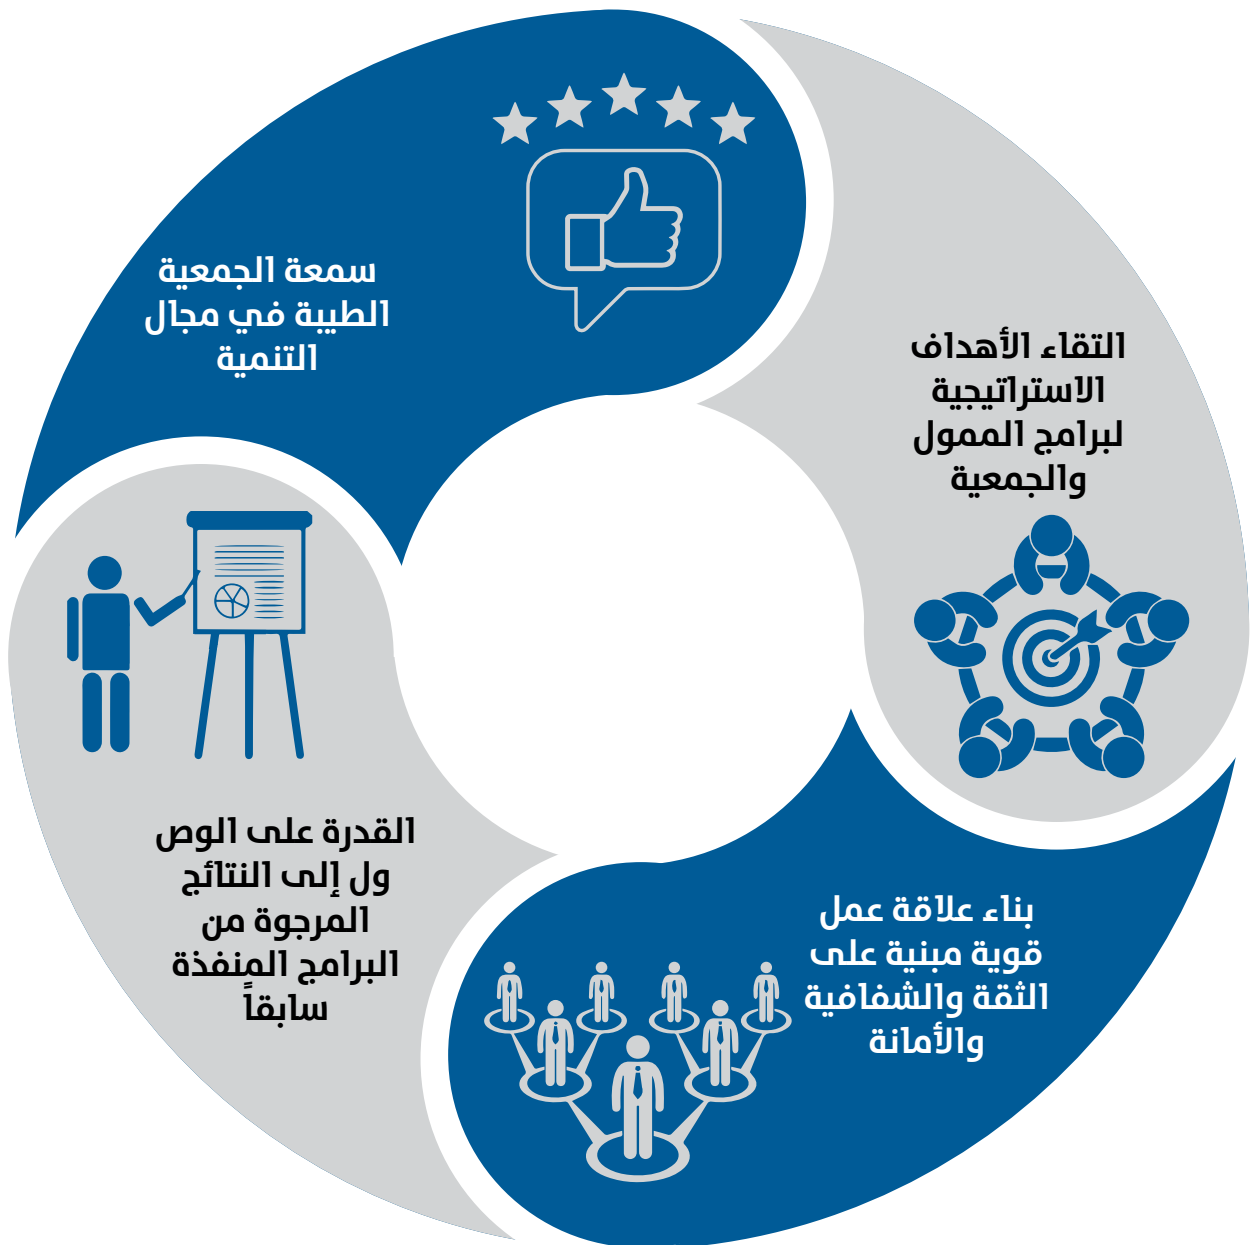 سمعة الجمعية
الطيبة في مجال
التنمية
التقاء الأهداف
الاستراتيجية
لبرامج الممول
والجمعية
القدرة على الوص
ول إلى النتائج
المرجوة من
البرامج المنفذة
سابقاً
بناء علاقة عمل
قوية مبنية على
الثقة والشفافية
والأمانة